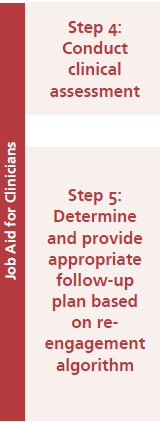 Job Aid for Clinicians
Step 4:
Conduct
clinical
assessment
Step 5:
Determine
and provide
appropriate
follow-up
plan based
on re-
engagement
algorithm